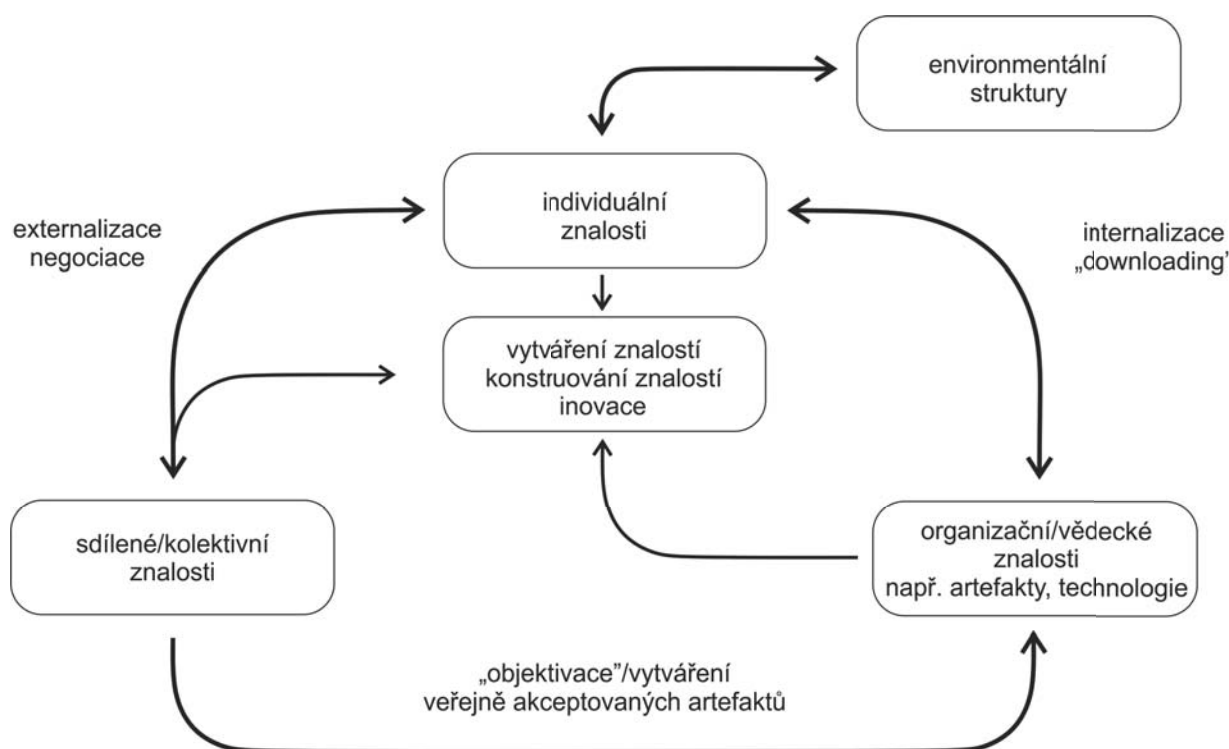 environmentální
struktury
individuální
znalosti
externalizace
negociace
internalizace
„downloading’
vytváření znalostí
konstruování znalostí
inovace
sdílené/kolektivní
znalosti
organizační/vědecké
znalosti
např. artefakty, technologie
„objektivace”/vytváření
veřejně akceptovaných artefaktů